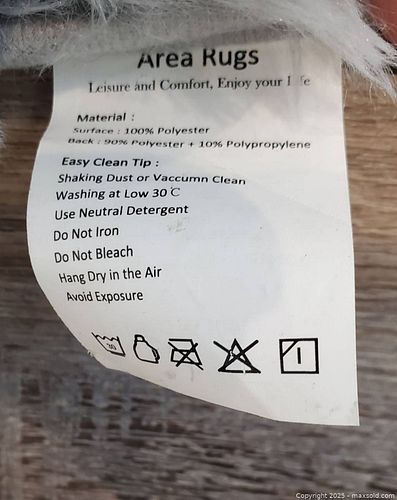 Area Rugs
Leisure and Comfort, Enjoy your
Material :
Surface : 100% Polyester
Back : 90% Polyester + 10% Polypropylene
Easy Clean Tip :
Shaking Dust or Vaccumn Clean
Washing at Low 30℃
Use Neutral Detergent
Do Not Iron
Do Not Bleach
Hang Dry in the Air
Avoid Exposure
30
Copyright 2025 - maxsold.com